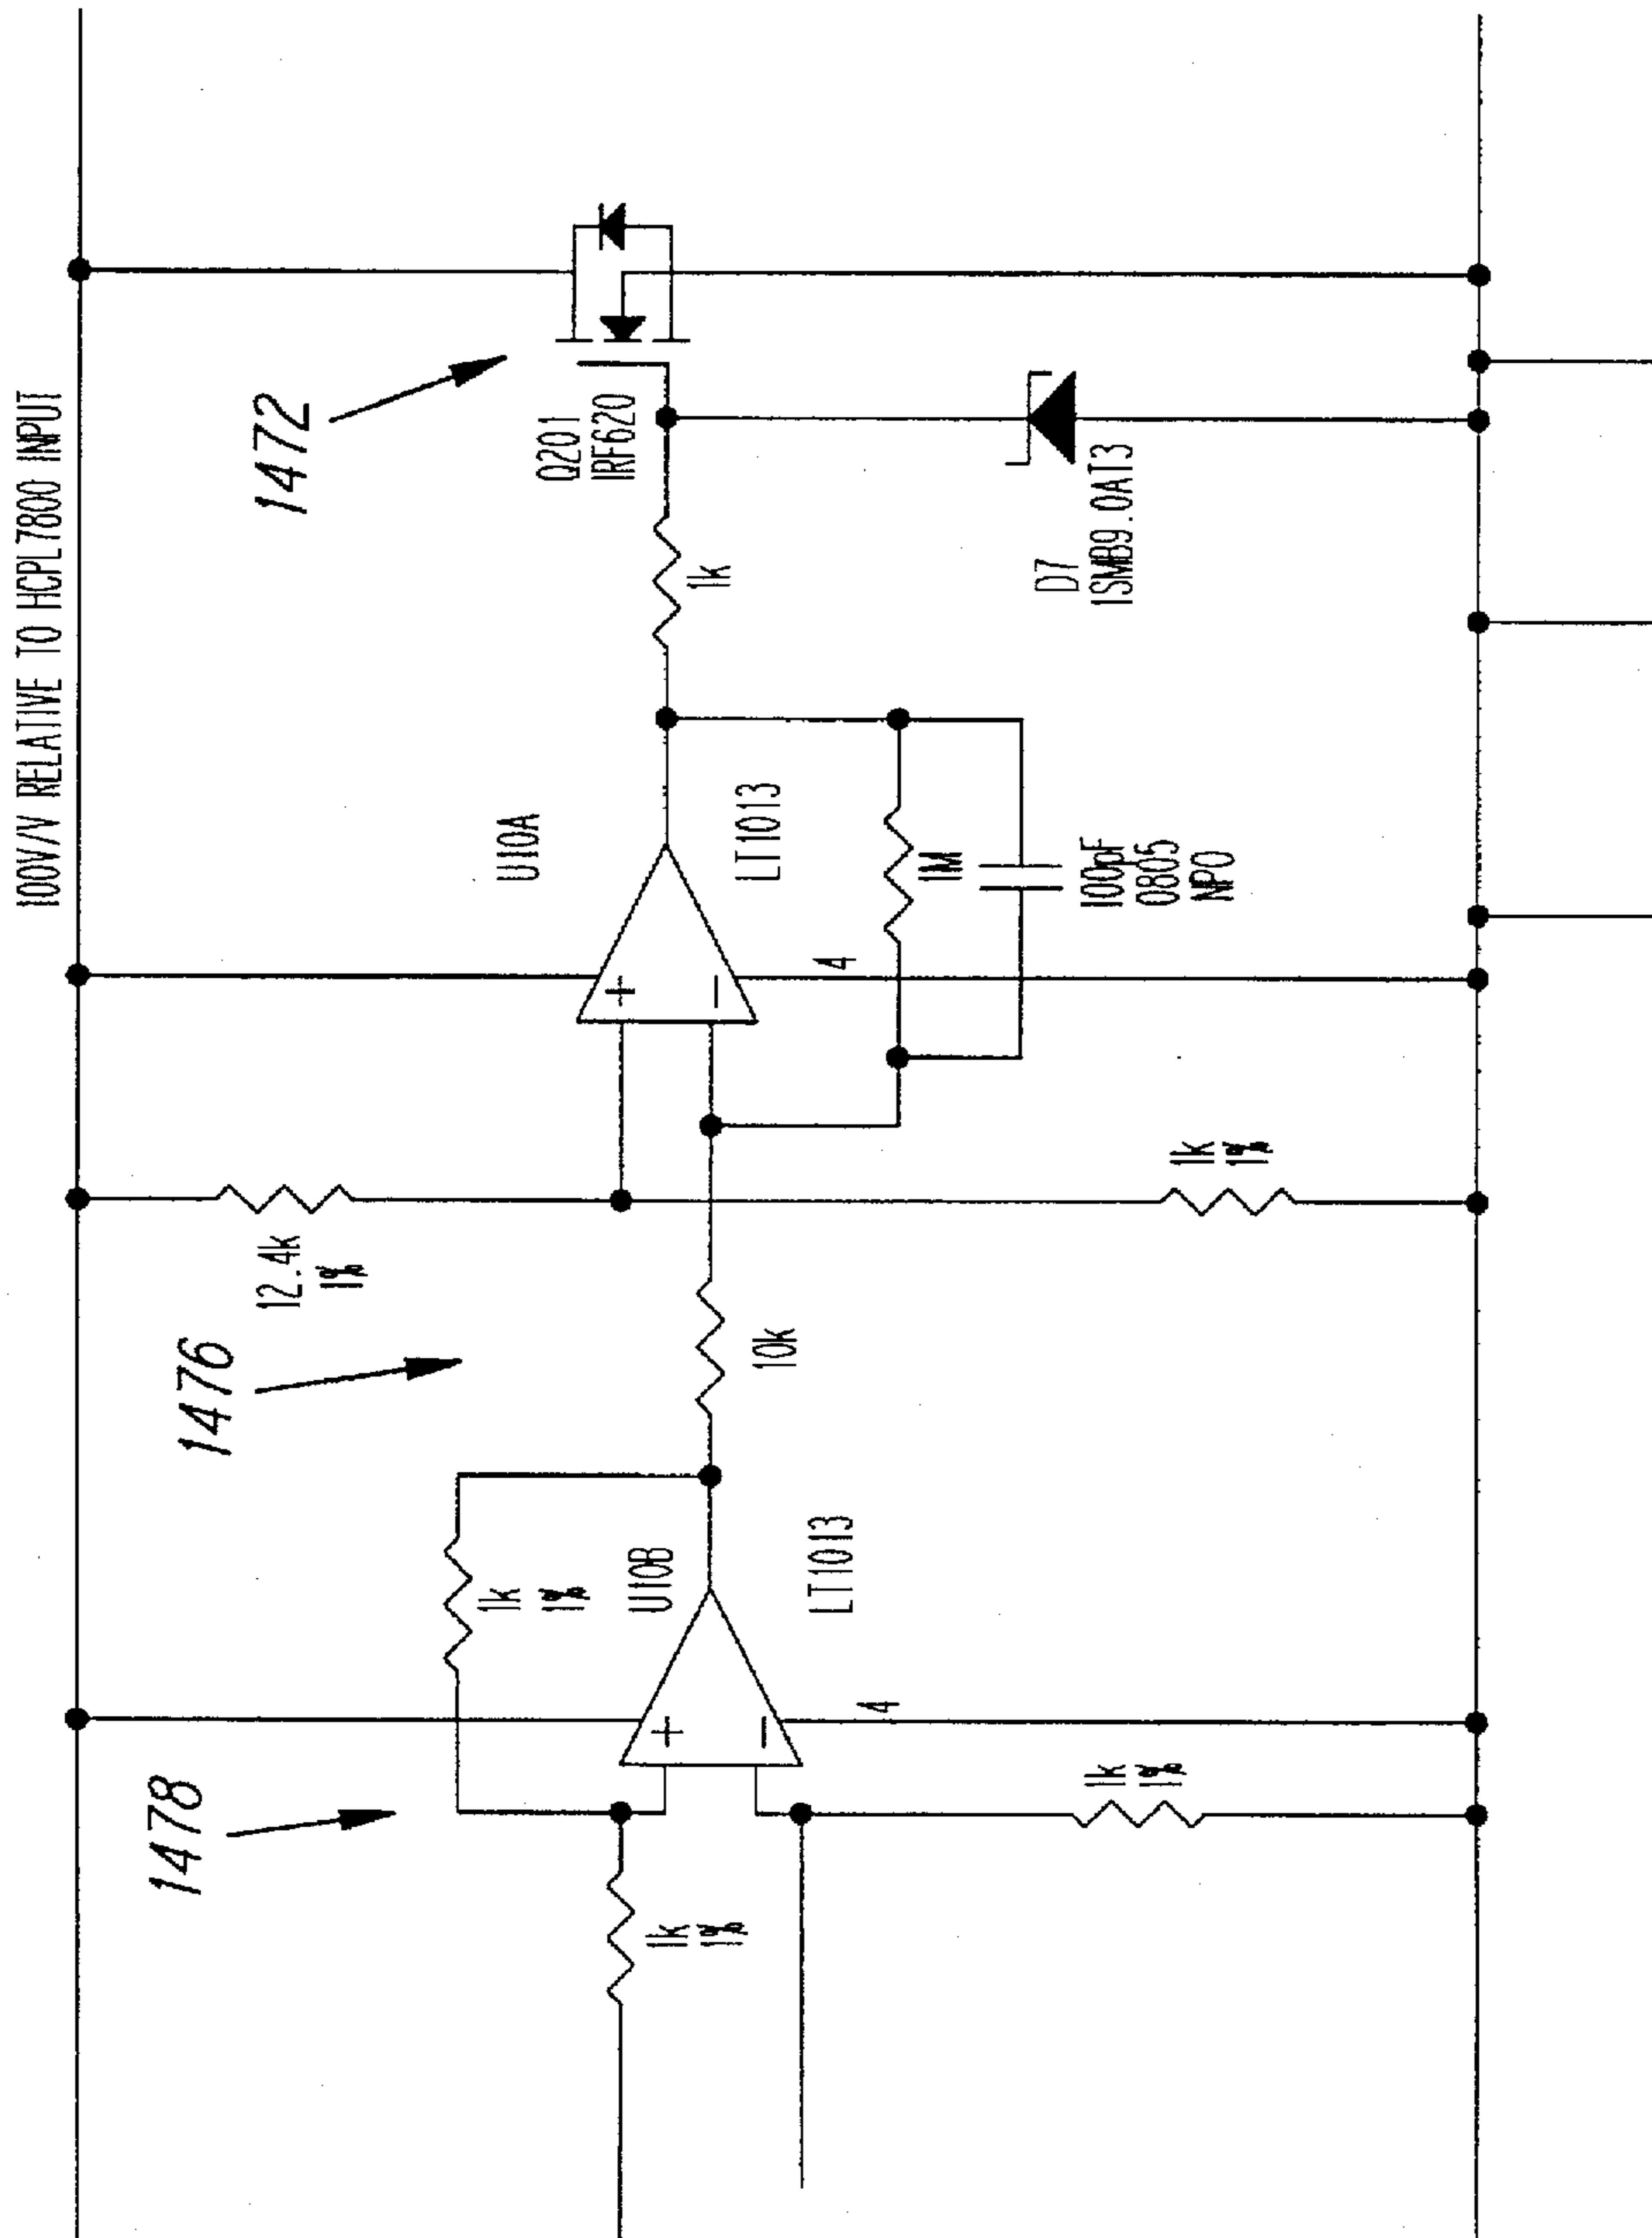 100V/V RELATIVE TO HCPL7800 INPUT
1472
Q201
IRF620
1k
D7
1SMB9.0AT3
U10A
LT1013
+
−
4
1M
100pF
0805
NPO
12.4k
1%
1k
1%
1476
10k
1k
1%
U10B
LT1013
+
−
4
1478
1k
1%
1k
1%